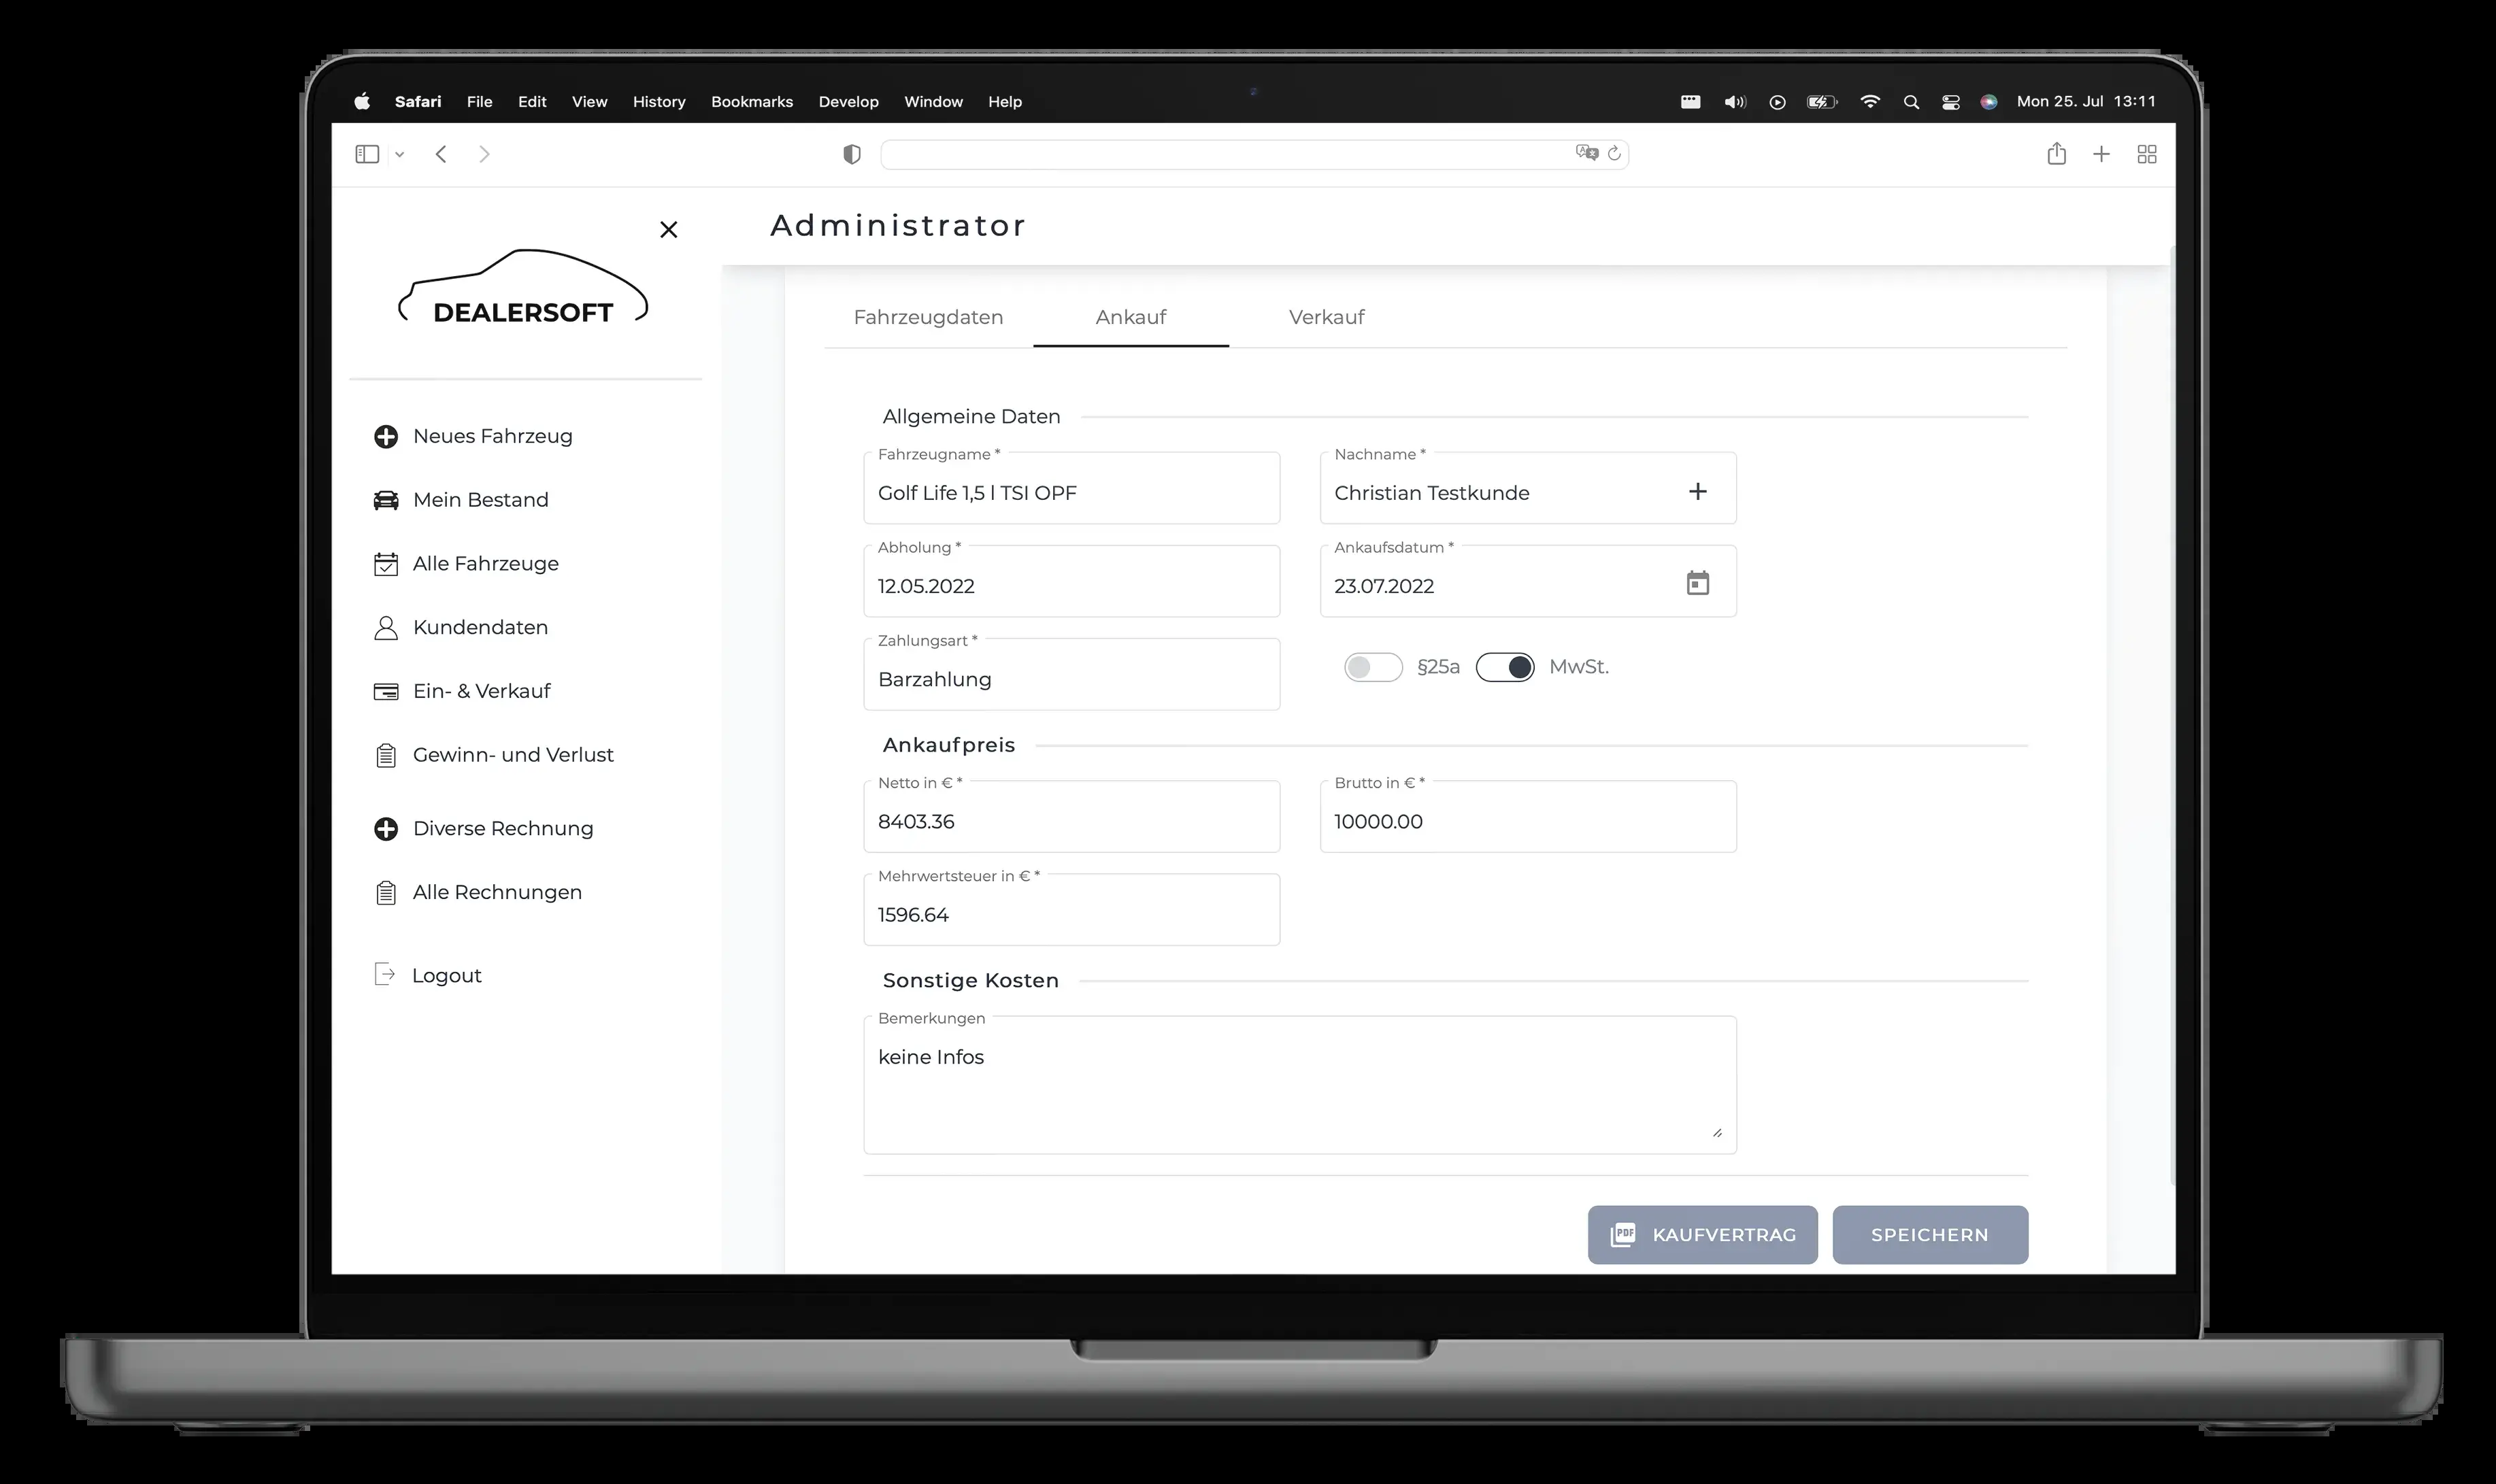 Safari File Edit View History Bookmarks Develop Window Help Mon 25. Jul 13:11
Administrator
DEALERSOFT
Neues Fahrzeug
Mein Bestand
Alle Fahrzeuge
Kundendaten
Ein- & Verkauf
Gewinn- und Verlust
Diverse Rechnung
Alle Rechnungen
Logout
Fahrzeugdaten Ankauf Verkauf
Allgemeine Daten
Fahrzeugname * Nachname *
Golf Life 1,5 l TSI OPF Christian Testkunde
Abholung * Ankaufsdatum *
12.05.2022 23.07.2022
Zahlungsart *
Barzahlung §25a MwSt.
Ankaufpreis
Netto in € * Brutto in € *
8403.36 10000.00
Mehrwertsteuer in € *
1596.64
Sonstige Kosten
Bemerkungen
keine Infos
PDF KAUFVERTRAG SPEICHERN